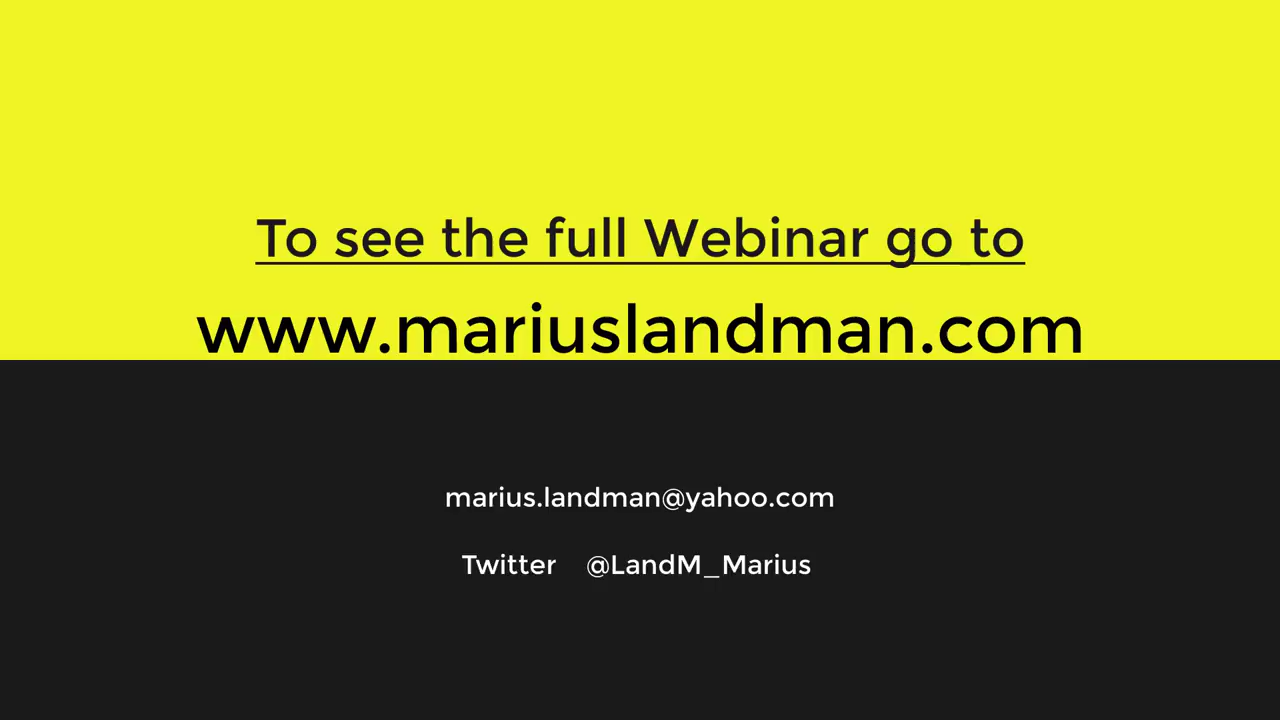 To see the full Webinar go to
www.mariuslandman.com
marius.landman@yahoo.com
Twitter @LandM_Marius